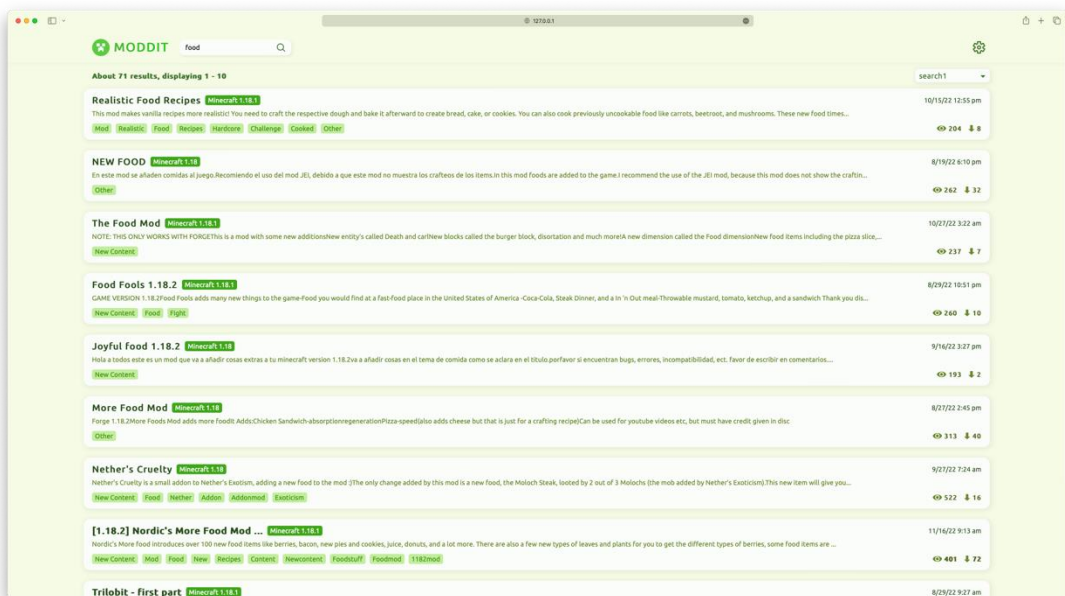 127.0.0.1
MODDIT food
About 71 results, displaying 1 - 10 search1
Realistic Food Recipes Minecraft 1.18.1 10/15/22 12:55 pm
This mod makes vanilla recipes more realistic! You need to craft the respective dough and bake it afterward to create bread, cake, or cookies. You can also cook previously uncookable food like carrots, beetroot, and mushrooms. These new food times...
Mod Realistic Food Recipes Hardcore Challenge Cooked Other 204 8
NEW FOOD Minecraft 1.18 8/19/22 6:10 pm
En este mod se añaden comidas al juego.Recomiendo el uso del mod JEI, debido a que este mod no muestra los crafteos de los items.In this mod foods are added to the game.I recommend the use of the JEI mod, because this mod does not show the craftin...
Other 262 32
The Food Mod Minecraft 1.18.1 10/27/22 3:22 am
NOTE: THIS ONLY WORKS WITH FORGEThis is a mod with some new additionsNew entity's called Death and carlNew blocks called the burger block, disortation and much more!A new dimension called the Food dimensionNew food items including the pizza slice,...
New Content 237 7
Food Fools 1.18.2 Minecraft 1.18.1 8/29/22 10:51 pm
GAME VERSION 1.18.2Food Fools adds many new things to the game-Food you would find at a fast-food place in the United States of America -Coca-Cola, Steak Dinner, and a In 'n Out meal-Throwable mustard, tomato, ketchup, and a sandwich Thank you dis...
New Content Food Fight 260 10
Joyful food 1.18.2 Minecraft 1.18 9/16/22 3:27 pm
Hola a todos este es un mod que va a añadir cosas extras a tu minecraft version 1.18.2va a añadir cosas en el tema de comida como se aclara en el titulo.porfavor si encuentran bugs, errores, incompatibilidad, ect. favor de escribir en comentarios....
New Content 193 2
More Food Mod Minecraft 1.18 8/27/22 2:45 pm
Forge 1.18.2More Foods Mod adds more foodit Adds:Chicken Sandwich-absorptionregenerationPizza-speed(also adds cheese but that is just for a crafting recipe)Can be used for youtube videos etc, but must have credit given in disc
Other 313 40
Nether's Cruelty Minecraft 1.18 9/27/22 7:24 am
Nether's Cruelty is a small addon to Nether's Exotism, adding a new food to the mod :)The only change added by this mod is a new food, the Moloch Steak, looted by 2 out of 3 Molochs (the mob added by Nether's Exoticism).This new item will give you...
New Content Food Nether Addon Addonmod Exoticism 522 16
[1.18.2] Nordic's More Food Mod ... Minecraft 1.18.1 11/16/22 9:13 am
Nordic's More food introduces over 100 new food items like berries, bacon, new pies and cookies, juice, donuts, and a lot more. There are also a few new types of leaves and plants for you to get the different types of berries, some food items are ...
New Content Mod Food New Recipes Content Newcontent Foodstuff Foodmod 1182mod 401 72
Trilobit - first part Minecraft 1.18.1 8/29/22 9:27 am